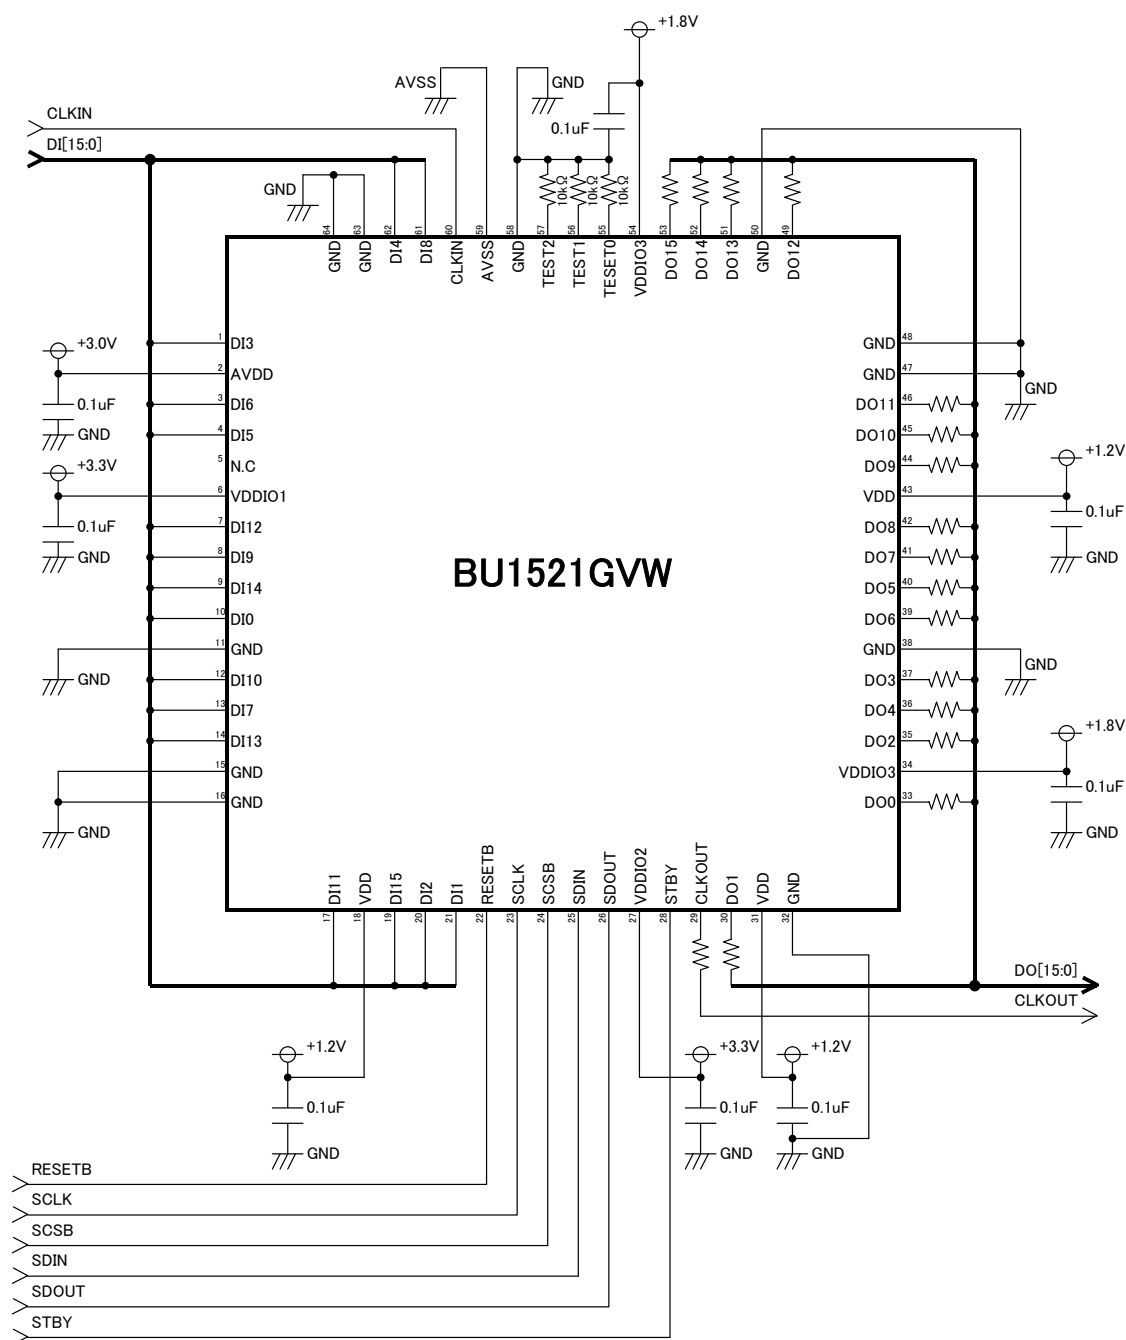 +1.8V
AVSS
GND
CLKIN
0.1uF
DI[15:0]
GND
10kΩ
10kΩ
10kΩ
64
63
62
61
60
59
58
57
56
55
54
53
52
51
50
49
GND
GND
DI4
DI8
CLKIN
AVSS
GND
TEST2
TEST1
TESET0
VDDIO3
DO15
DO14
DO13
GND
DO12
+3.0V
0.1uF
GND
+3.3V
0.1uF
GND
GND
GND
1 DI3
2 AVDD
3 DI6
4 DI5
5 N.C
6 VDDIO1
7 DI12
8 DI9
9 DI14
10 DI0
11 GND
12 DI10
13 DI7
14 DI13
15 GND
16 GND
BU1521GVW
GND 48
GND 47
DO11 46
DO10 45
DO9 44
VDD 43
DO8 42
DO7 41
DO5 40
DO6 39
GND 38
DO3 37
DO4 36
DO2 35
VDDIO3 34
DO0 33
GND
+1.2V
0.1uF
GND
GND
+1.8V
0.1uF
GND
DI11
VDD
DI15
DI2
DI1
RESETB
SCLK
SCSB
SDIN
SDOUT
VDDIO2
STBY
CLKOUT
DO1
VDD
GND
17
18
19
20
21
22
23
24
25
26
27
28
29
30
31
32
DO[15:0]
CLKOUT
+1.2V
0.1uF
GND
+3.3V
0.1uF
GND
+1.2V
0.1uF
GND
RESETB
SCLK
SCSB
SDIN
SDOUT
STBY